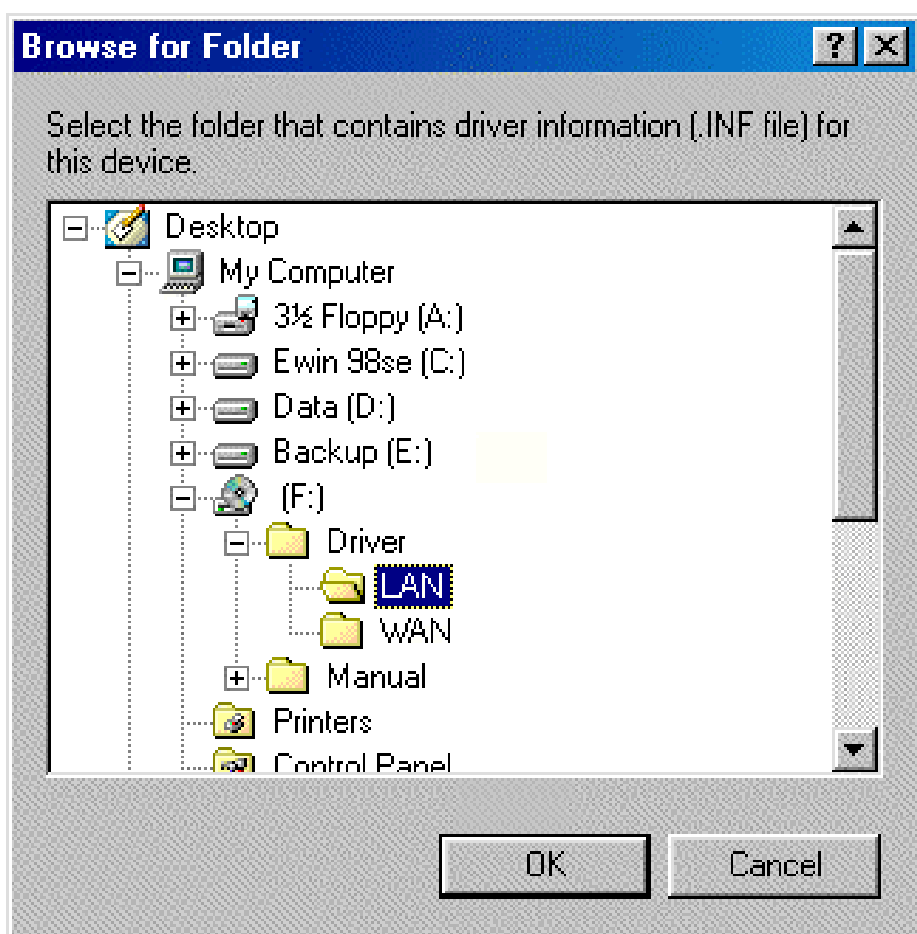 Browse for Folder
Select the folder that contains driver information (.INF file) for
this device.
Desktop
My Computer
3½ Floppy (A:)
Ewin 98se (C:)
Data (D:)
Backup (E:)
(F:)
Driver
LAN
WAN
Manual
Printers
Control Panel
OK Cancel